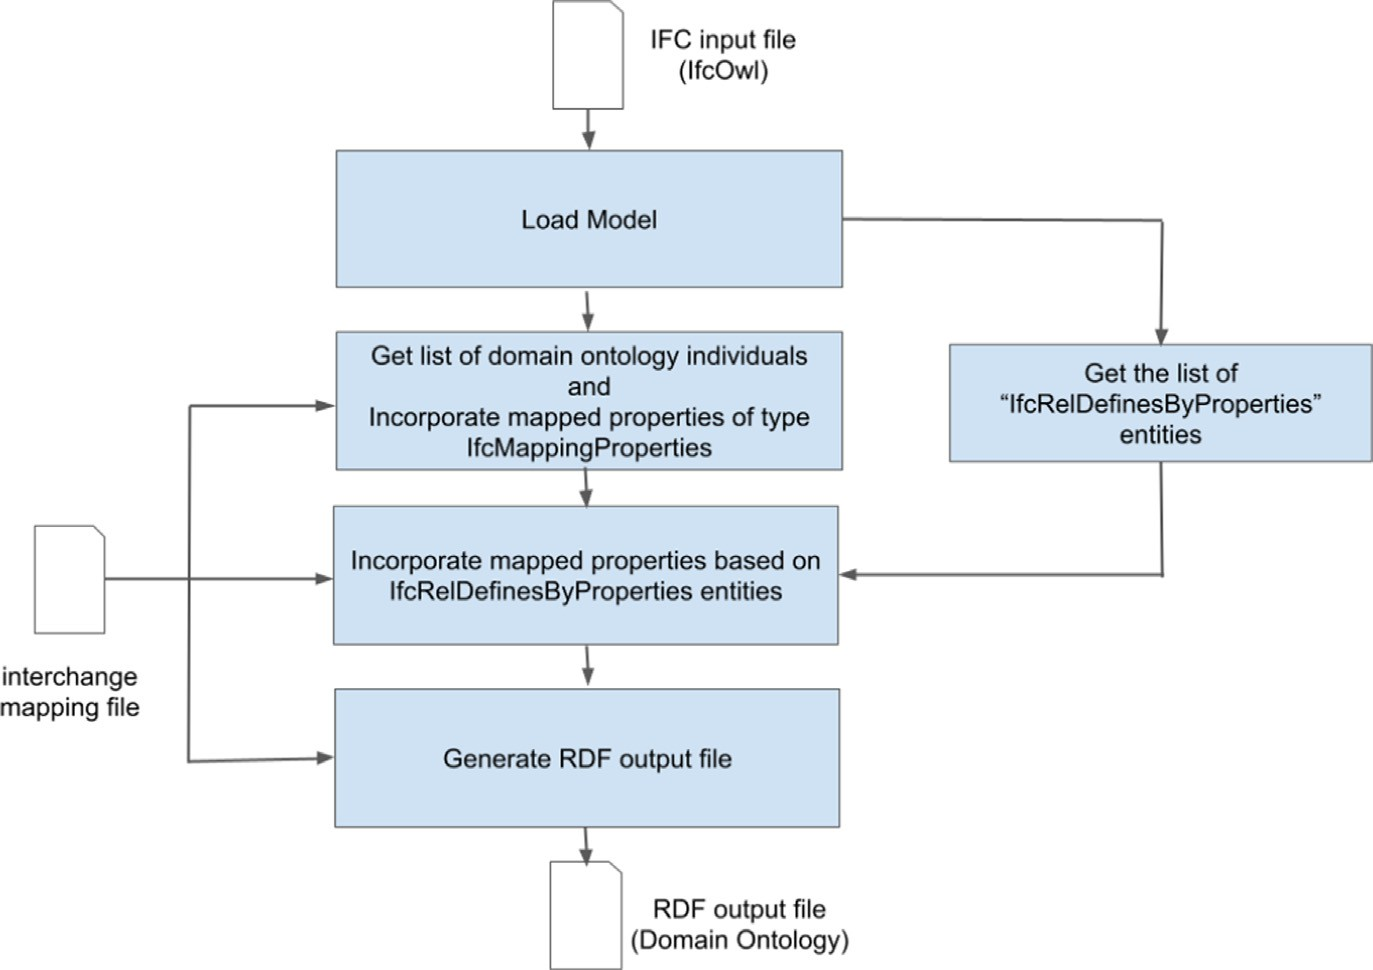 IFC input file
(IfcOwl)
Load Model
Get list of domain ontology individuals
and
Incorporate mapped properties of type
IfcMappingProperties
Get the list of
“IfcRelDefinesByProperties”
entities
Incorporate mapped properties based on
IfcRelDefinesByProperties entities
interchange
mapping file
Generate RDF output file
RDF output file
(Domain Ontology)